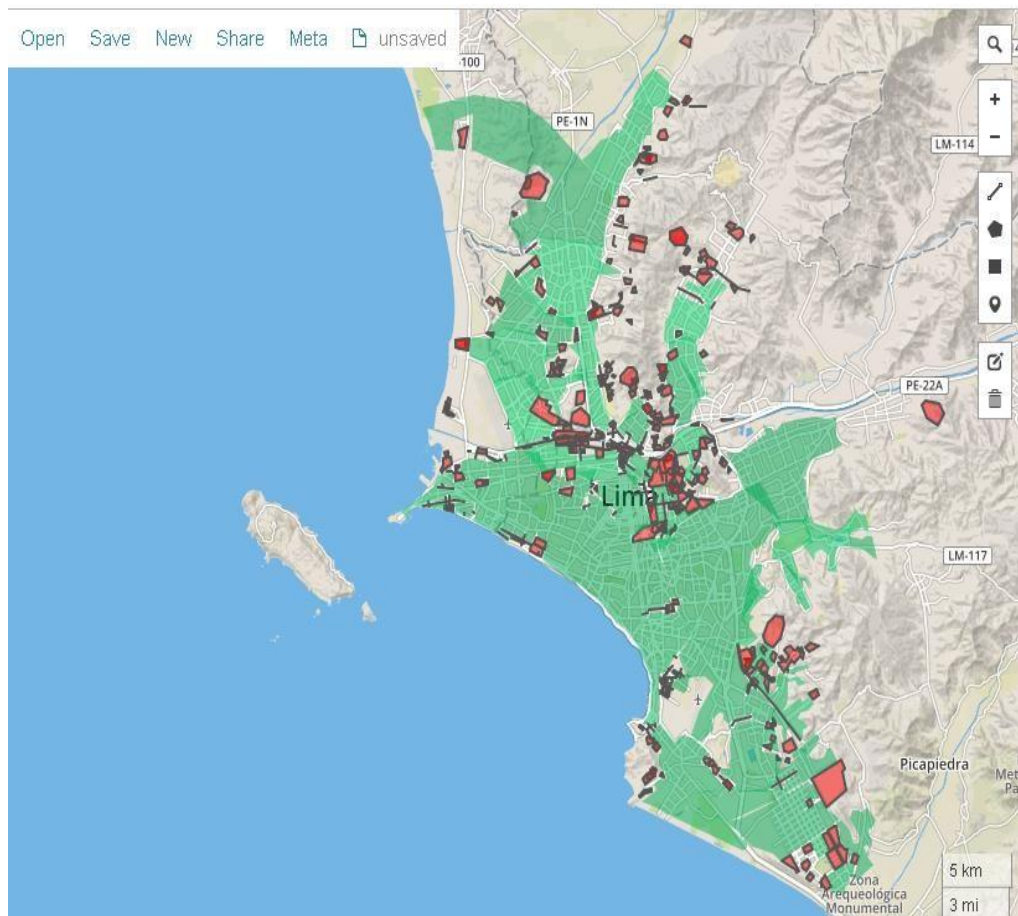 Open Save New Share Meta unsaved
-100
PE-1N
LM-114
PE-22A
Lima
LM-117
Picapiedra
5 km
Zona
Arequeológica
Monumental
3 mi